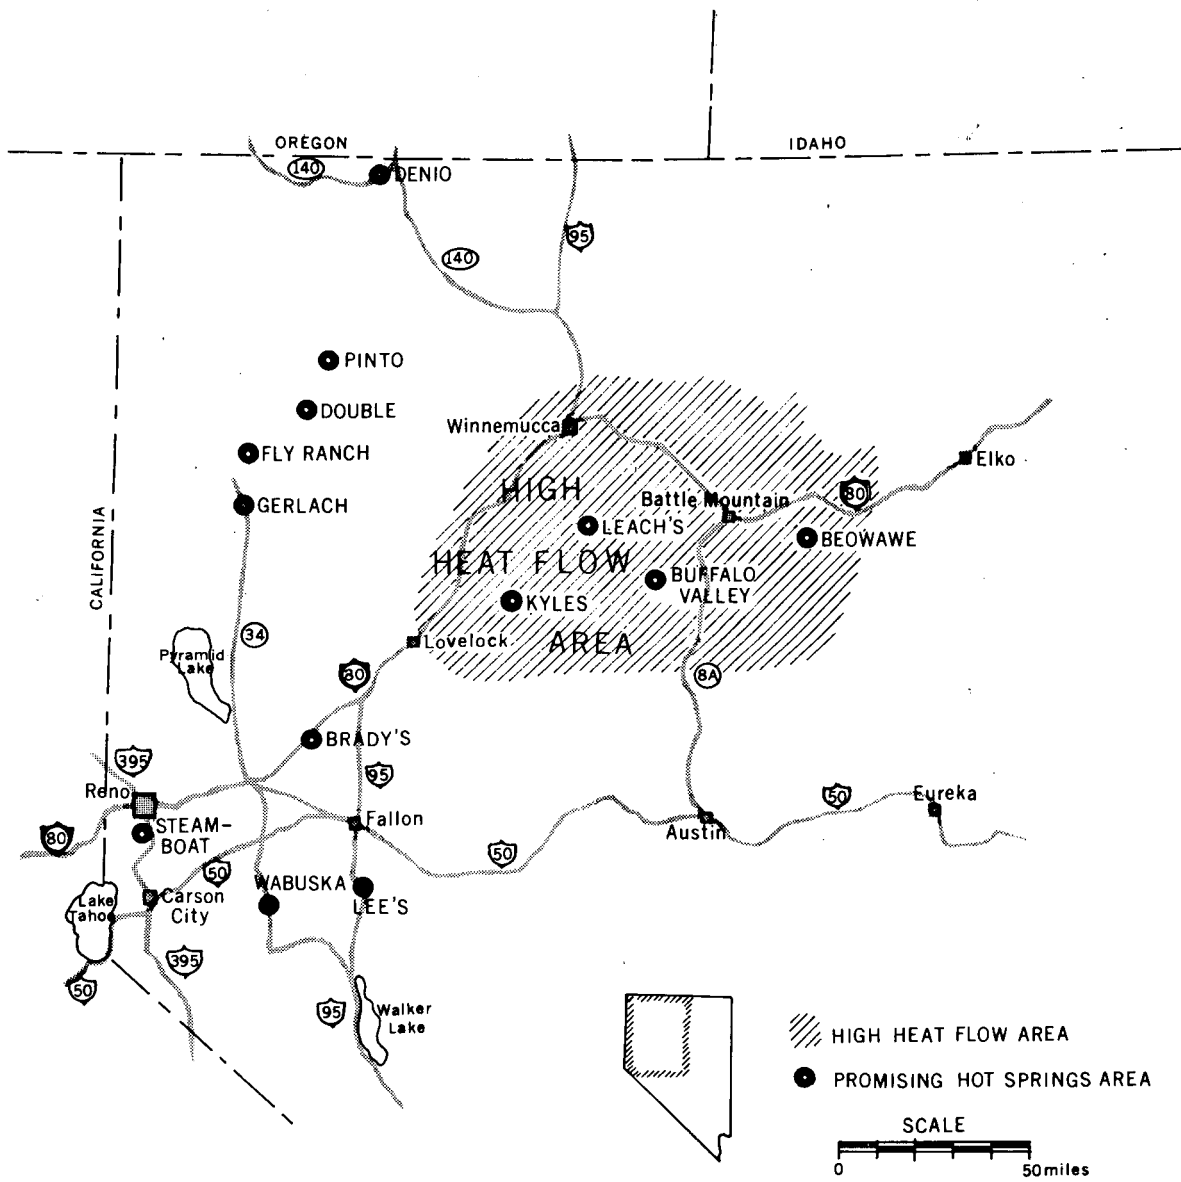 OREGON
IDAHO
140
DENIO
95
140
PINTO
DOUBLE
Winnemucca
FLY RANCH
Elko
HIGH
80
Battle Mountain
GERLACH
LEACH'S
BEOWAWE
CALIFORNIA
HEAT FLOW
BUFFALO
VALLEY
KYLES
34
Lovelock
AREA
Pyramid
Lake
80
8A
BRADY'S
395
95
Reno
50
Eureka
Fallon
STEAM-
BOAT
Austin
80
50
50
WABUSKA
Lake
Tahoe
Carson
City
LEE'S
395
50
95
Walker
Lake
HIGH HEAT FLOW AREA
PROMISING HOT SPRINGS AREA
SCALE
0
50 miles